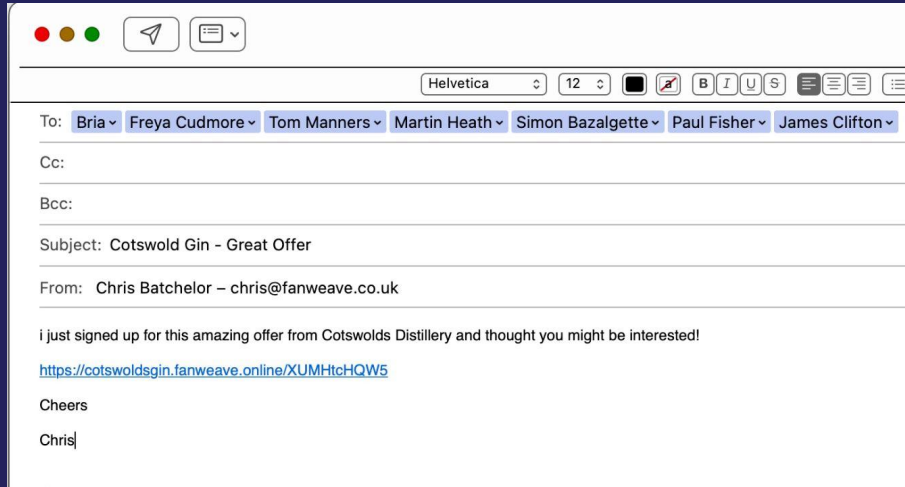 Helvetica 12 a B I U S
To: Bria Freya Cudmore Tom Manners Martin Heath Simon Bazalgette Paul Fisher James Clifton
Cc:
Bcc:
Subject: Cotswold Gin - Great Offer
From: Chris Batchelor – chris@fanweave.co.uk
i just signed up for this amazing offer from Cotswolds Distillery and thought you might be interested!
https://cotswoldsgin.fanweave.online/XUMHtcHQW5
Cheers
Chris